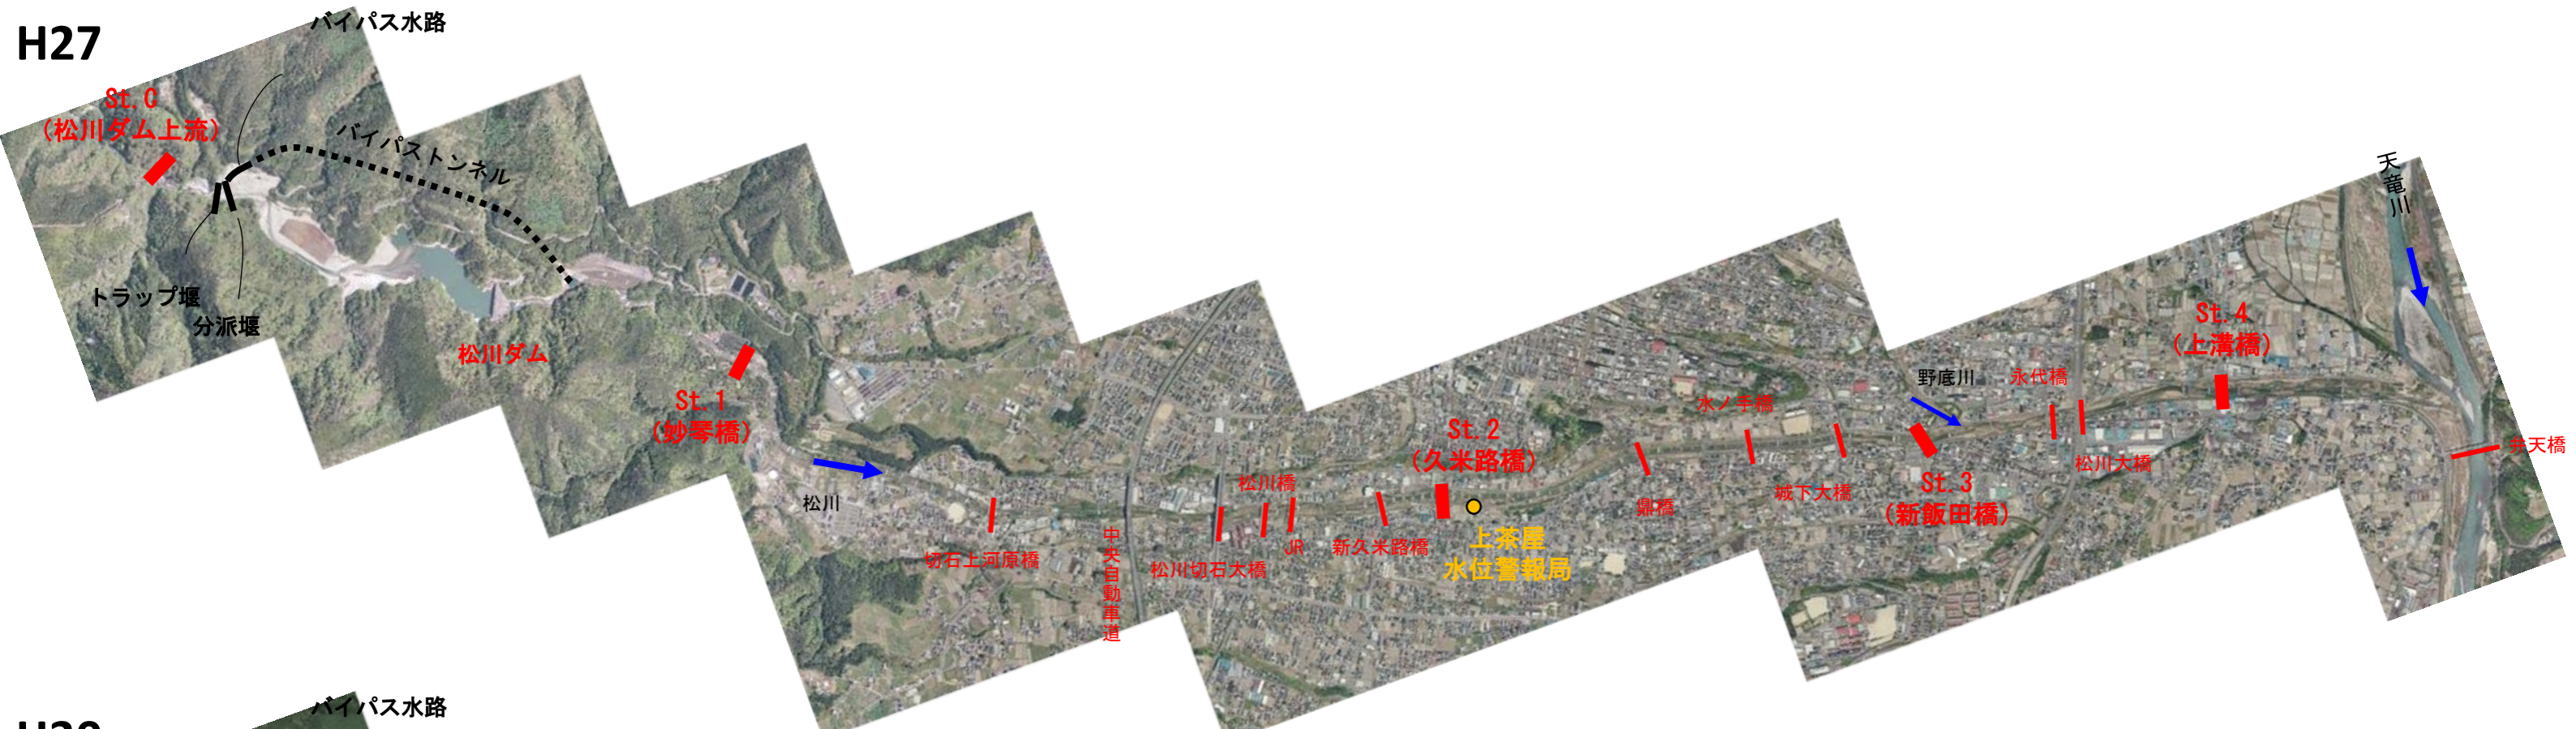 H27
バイパス水路
St.C
(松川ダム上流)
バイパストンネル
トラップ堰
分派堰
松川ダム
St.1
(妙琴橋)
松川
切石上河原橋
中央自動車道
松川切石大橋
松川橋
JR
新久米路橋
St.2
(久米路橋)
上茶屋
水位警報局
鼎橋
水ノ手橋
城下大橋
野底川
St.3
(新飯田橋)
永代橋
松川大橋
St.4
(上溝橋)
天竜川
弁天橋
バイパス水路